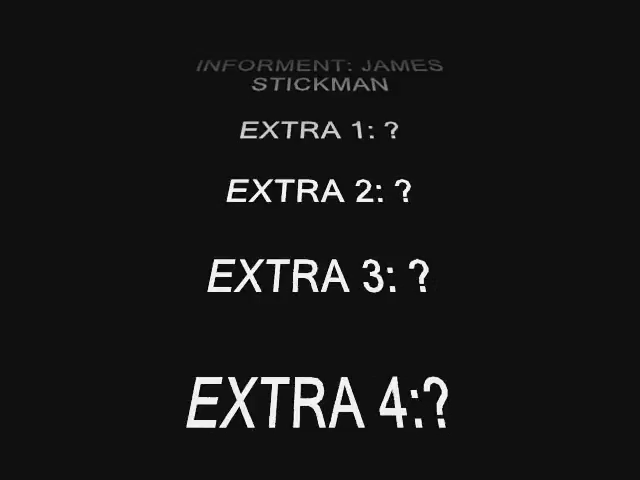 INFORMENT: JAMES
STICKMAN
EXTRA 1: ?
EXTRA 2: ?
EXTRA 3: ?
EXTRA 4:?